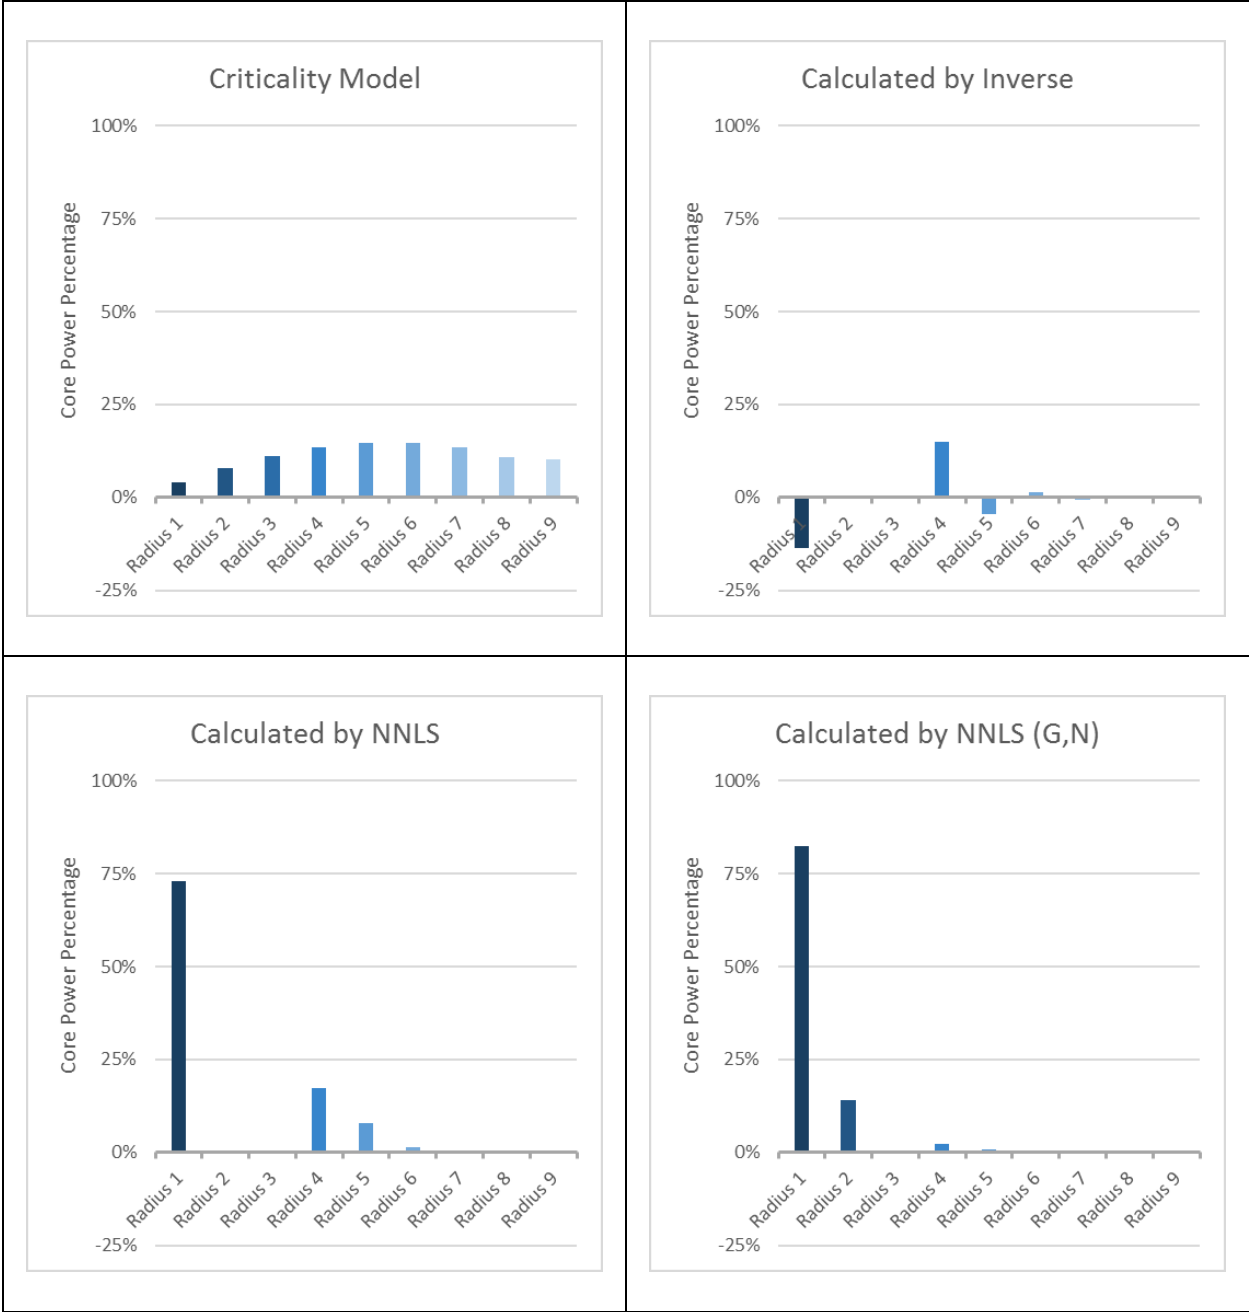 Criticality Model
100%
75%
50%
25%
0%
-25%
Core Power Percentage
Radius 1
Radius 2
Radius 3
Radius 4
Radius 5
Radius 6
Radius 7
Radius 8
Radius 9
Calculated by Inverse
100%
75%
50%
25%
0%
-25%
Core Power Percentage
Radius 1
Radius 2
Radius 3
Radius 4
Radius 5
Radius 6
Radius 7
Radius 8
Radius 9
Calculated by NNLS
100%
75%
50%
25%
0%
-25%
Core Power Percentage
Radius 1
Radius 2
Radius 3
Radius 4
Radius 5
Radius 6
Radius 7
Radius 8
Radius 9
Calculated by NNLS (G,N)
100%
75%
50%
25%
0%
-25%
Core Power Percentage
Radius 1
Radius 2
Radius 3
Radius 4
Radius 5
Radius 6
Radius 7
Radius 8
Radius 9